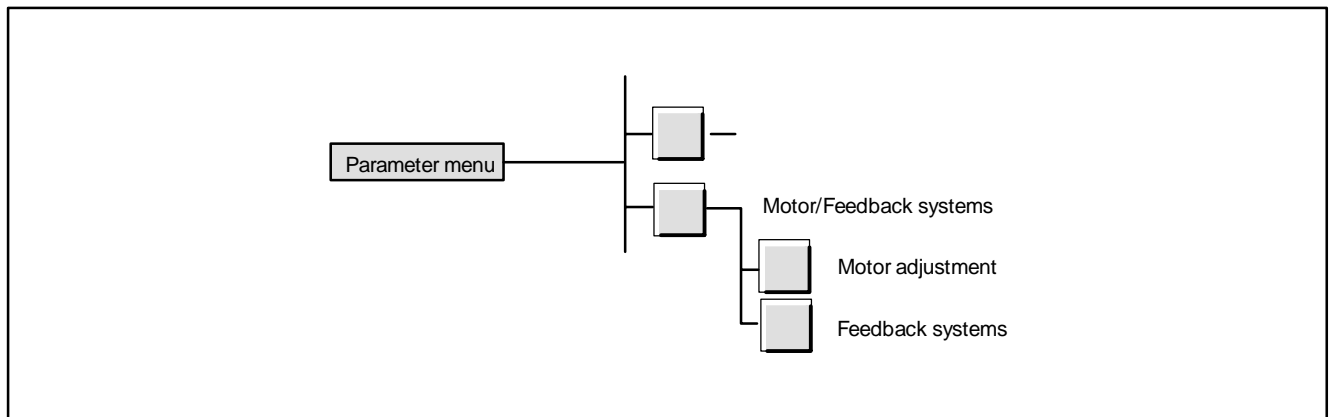 Parameter menu
Motor/Feedback systems
Motor adjustment
Feedback systems